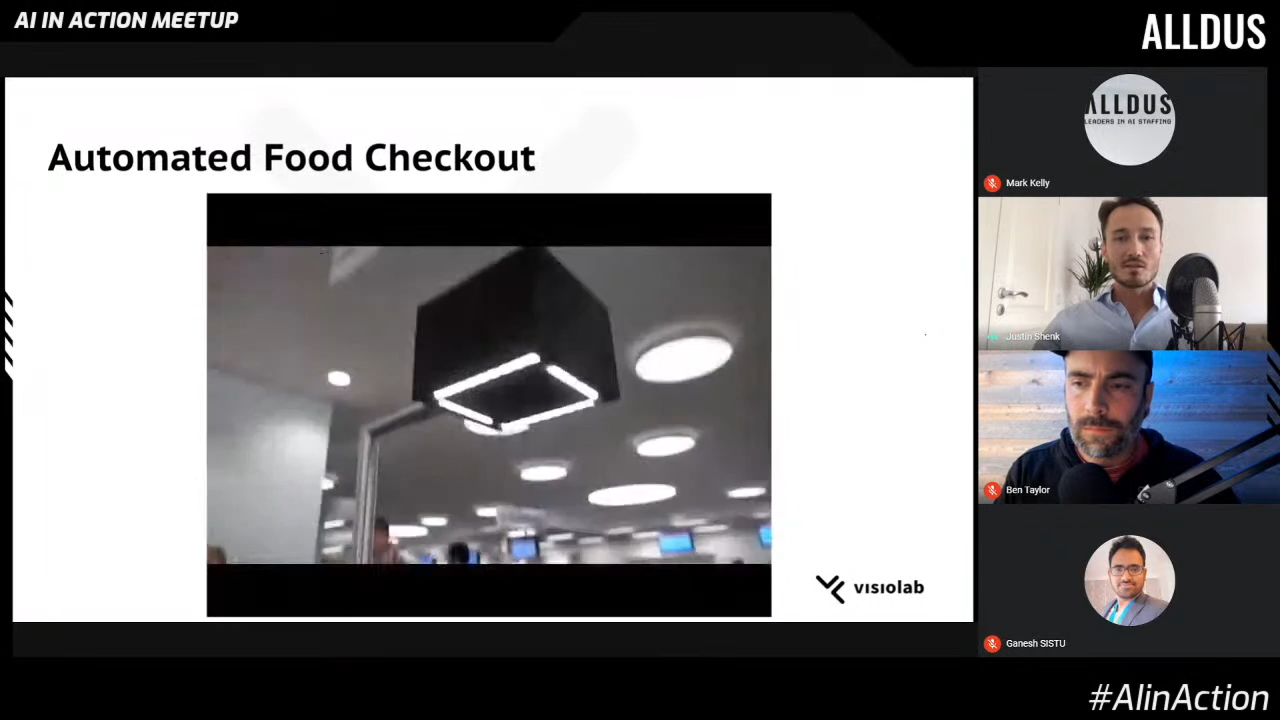 AI IN ACTION MEETUP
ALLDUS
Automated Food Checkout
visiolab
ALLDUS
LEADERS IN AI STAFFING
Mark Kelly
Justin Shenk
Ben Taylor
Ganesh SISTU
#AIinAction